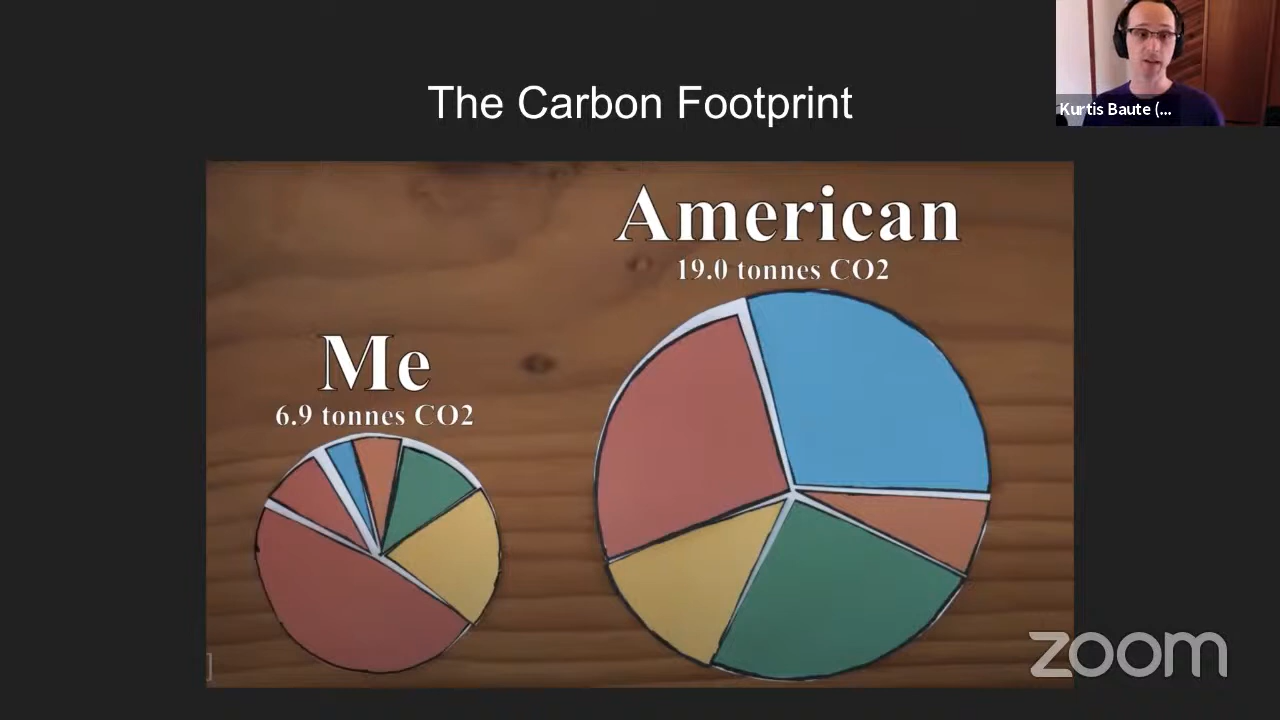 The Carbon Footprint
Kurtis Baute (...
American
19.0 tonnes CO2
Me
6.9 tonnes CO2
zoom